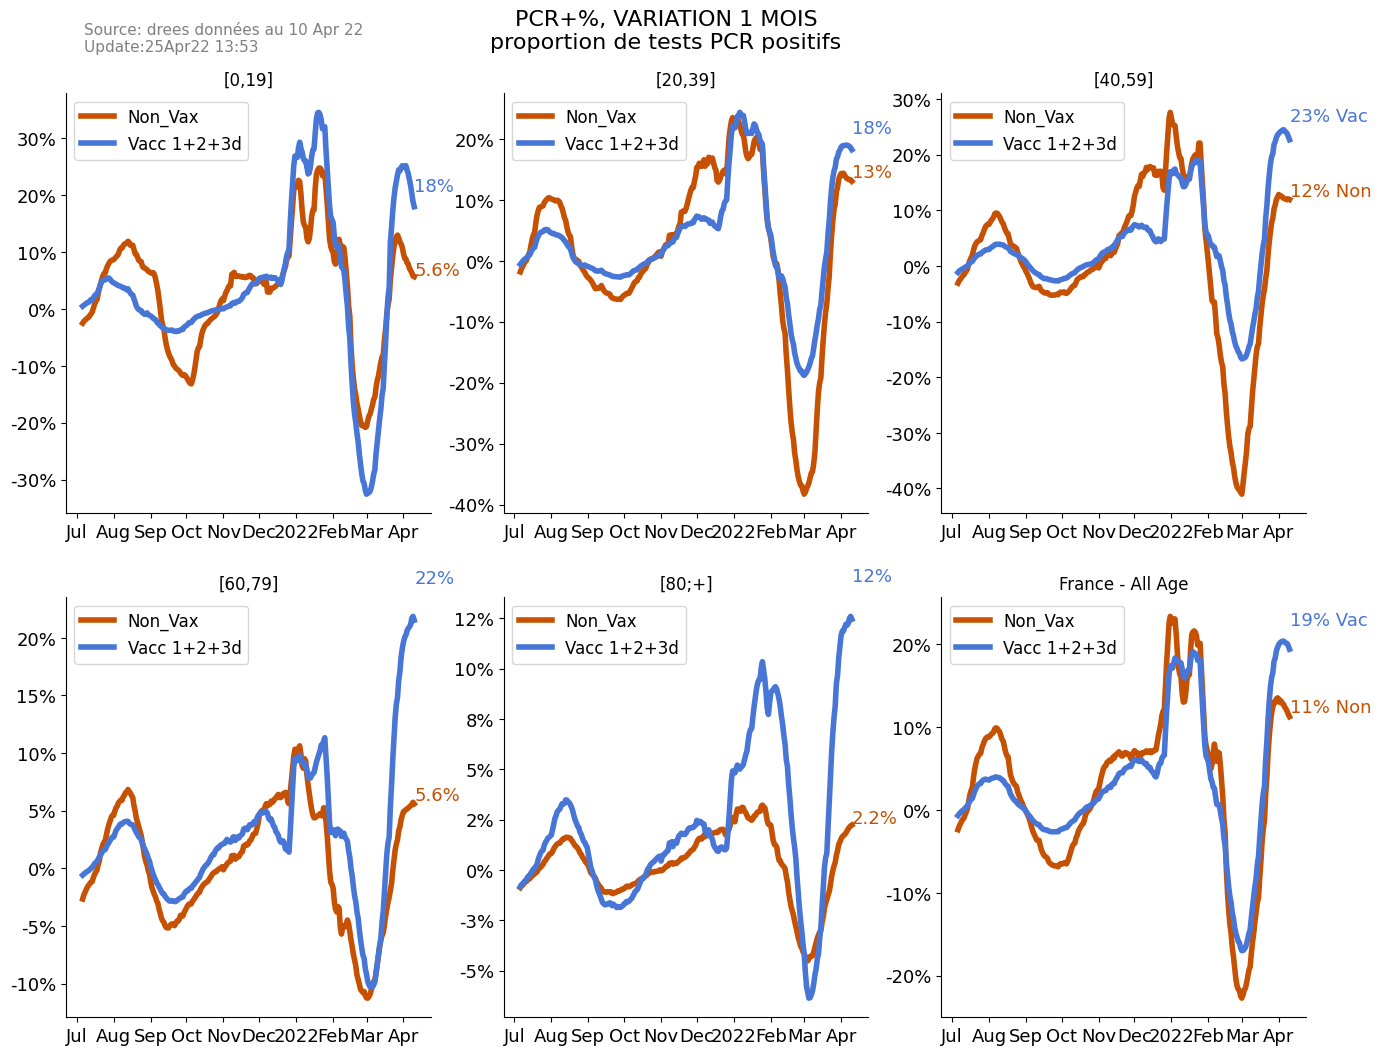 Source: drees données au 10 Apr 22
Update:25Apr22 13:53
PCR+%, VARIATION 1 MOIS
proportion de tests PCR positifs
[0,19]
Non_Vax
Vacc 1+2+3d
30%
20%
10%
0%
-10%
-20%
-30%
18%
5.6%
Jul Aug Sep Oct Nov Dec 2022 Feb Mar Apr
[20,39]
Non_Vax
Vacc 1+2+3d
20%
10%
0%
-10%
-20%
-30%
-40%
18%
13%
Jul Aug Sep Oct Nov Dec 2022 Feb Mar Apr
[40,59]
Non_Vax
Vacc 1+2+3d
30%
20%
10%
0%
-10%
-20%
-30%
-40%
23% Vac
12% Non
Jul Aug Sep Oct Nov Dec 2022 Feb Mar Apr
[60,79]
Non_Vax
Vacc 1+2+3d
20%
15%
10%
5%
0%
-5%
-10%
22%
5.6%
Jul Aug Sep Oct Nov Dec 2022 Feb Mar Apr
[80;+]
Non_Vax
Vacc 1+2+3d
12%
10%
8%
5%
2%
0%
-3%
-5%
12%
2.2%
Jul Aug Sep Oct Nov Dec 2022 Feb Mar Apr
France - All Age
Non_Vax
Vacc 1+2+3d
20%
10%
0%
-10%
-20%
19% Vac
11% Non
Jul Aug Sep Oct Nov Dec 2022 Feb Mar Apr